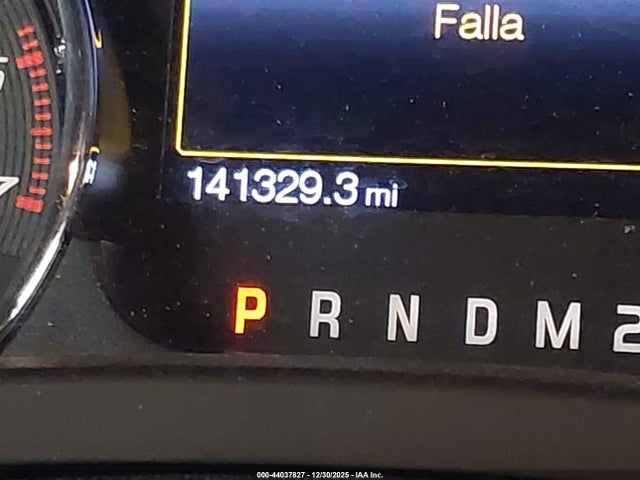 Falla
141329.3 mi
P R N D M 2
000-44037827 - 12/30/2025 - IAA Inc.